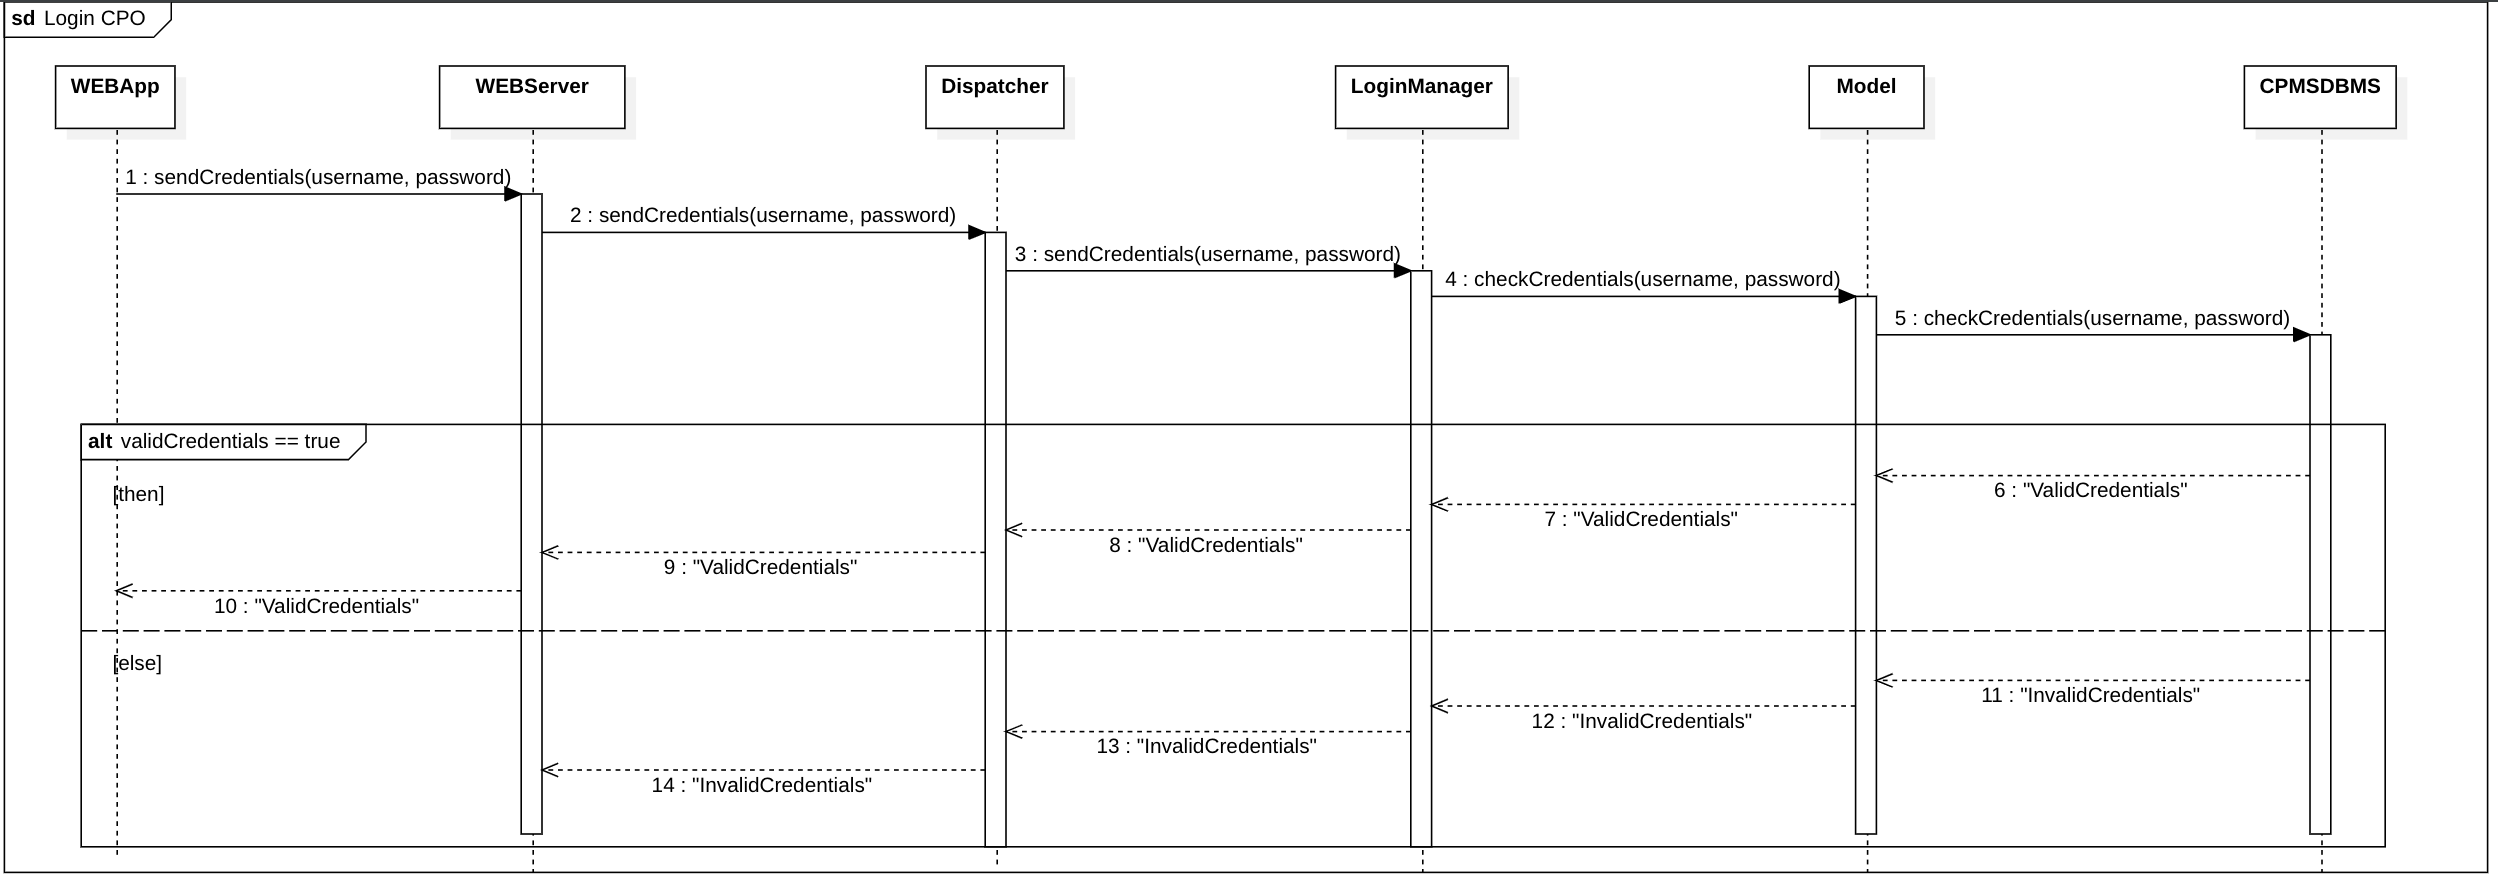 sd Login CPO
WEBApp
WEBServer
Dispatcher
LoginManager
Model
CPMSDBMS
1 : sendCredentials(username, password)
2 : sendCredentials(username, password)
3 : sendCredentials(username, password)
4 : checkCredentials(username, password)
5 : checkCredentials(username, password)
alt validCredentials == true
[then]
6 : "ValidCredentials"
7 : "ValidCredentials"
8 : "ValidCredentials"
9 : "ValidCredentials"
10 : "ValidCredentials"
[else]
11 : "InvalidCredentials"
12 : "InvalidCredentials"
13 : "InvalidCredentials"
14 : "InvalidCredentials"